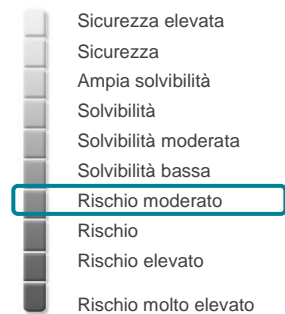 Sicurezza elevata
Sicurezza
Ampia solvibilità
Solvibilità
Solvibilità moderata
Solvibilità bassa
Rischio moderato
Rischio
Rischio elevato
Rischio molto elevato